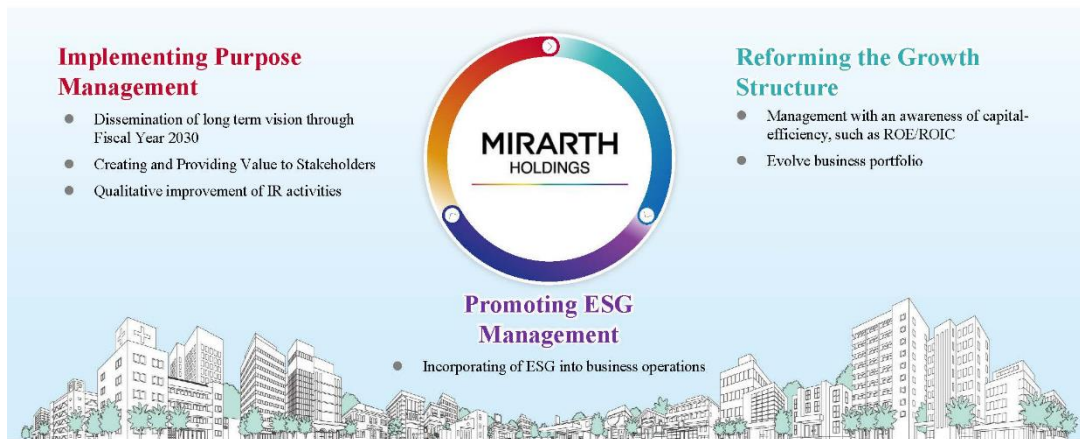 Implementing Purpose
Management
● Dissemination of long term vision through
Fiscal Year 2030
● Creating and Providing Value to Stakeholders
● Qualitative improvement of IR activities
MIRARTH
HOLDINGS
Reforming the Growth
Structure
● Management with an awareness of capital-
efficiency, such as ROE/ROIC
● Evolve business portfolio
Promoting ESG
Management
● Incorporating of ESG into business operations